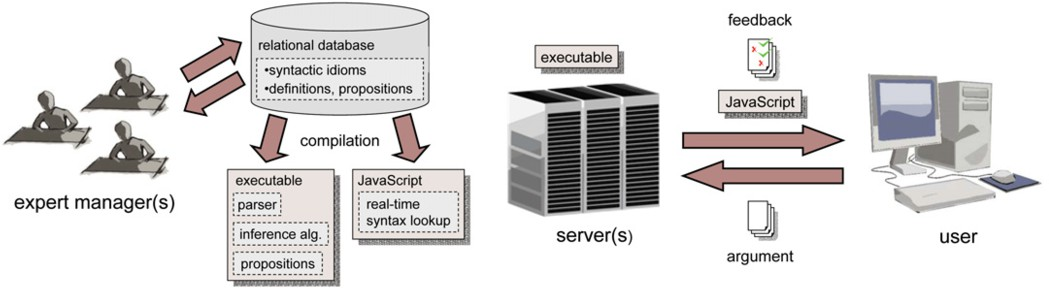 relational database
•syntactic idioms
•definitions, propositions
expert manager(s)
compilation
executable
parser
inference alg.
propositions
JavaScript
real-time
syntax lookup
executable
server(s)
feedback
JavaScript
argument
user